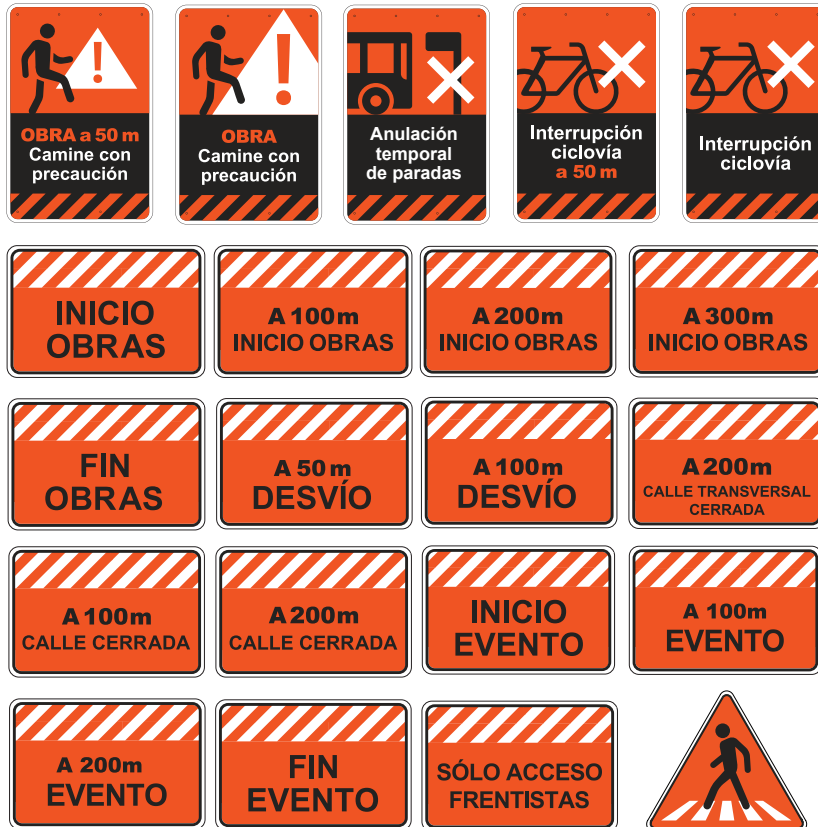 OBRA a 50 m
Camine con
precaución
OBRA
Camine con
precaución
Anulación
temporal
de paradas
Interrupción
ciclovía
a 50 m
Interrupción
ciclovía
INICIO
OBRAS
A 100m
INICIO OBRAS
A 200m
INICIO OBRAS
A 300m
INICIO OBRAS
FIN
OBRAS
A 50 m
DESVÍO
A 100m
DESVÍO
A 200m
CALLE TRANSVERSAL
CERRADA
A 100m
CALLE CERRADA
A 200m
CALLE CERRADA
INICIO
EVENTO
A 100m
EVENTO
A 200m
EVENTO
FIN
EVENTO
SÓLO ACCESO
FRENTISTAS